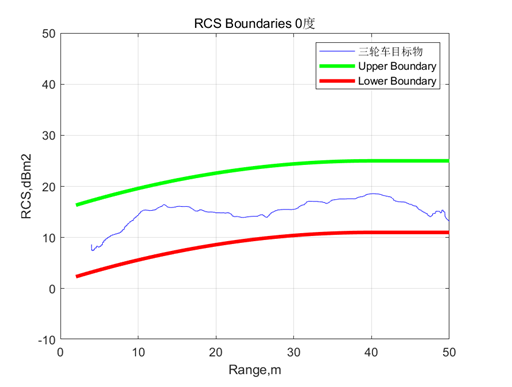 RCS Boundaries 0度
三轮车目标物
Upper Boundary
Lower Boundary
RCS,dBm2
50
40
30
20
10
0
-10
0 10 20 30 40 50
Range,m